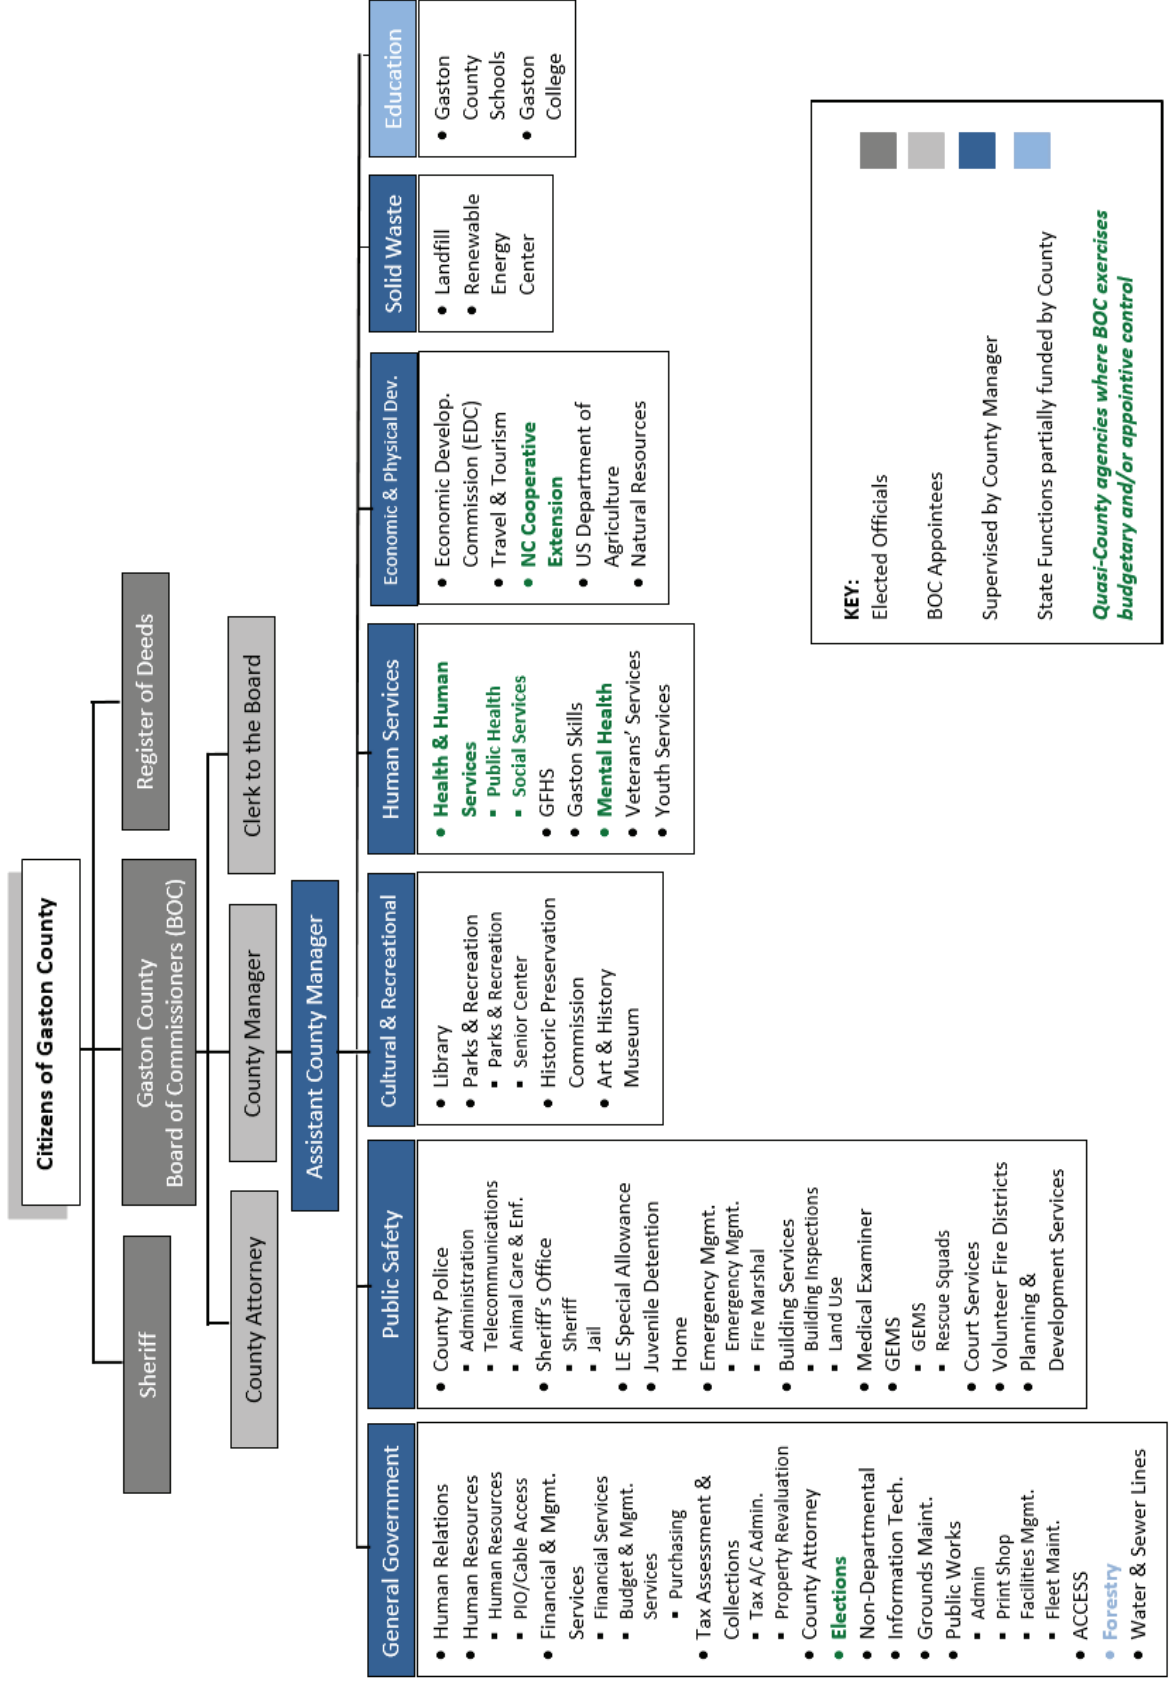 Citizens of Gaston County
Sheriff
Gaston County
Board of Commissioners (BOC)
Register of Deeds
County Attorney
County Manager
Clerk to the Board
Assistant County Manager
General Government
• Human Relations
• Human Resources
▪ Human Resources
▪ PIO/Cable Access
• Financial & Mgmt.
Services
▪ Financial Services
▪ Budget & Mgmt.
Services
▪ Purchasing
• Tax Assessment &
Collections
▪ Tax A/C Admin.
▪ Property Revaluation
• County Attorney
• Elections
• Non-Departmental
• Information Tech.
• Grounds Maint.
• Public Works
▪ Admin
▪ Print Shop
▪ Facilities Mgmt.
▪ Fleet Maint.
• ACCESS
• Forestry
• Water & Sewer Lines
Public Safety
• County Police
▪ Administration
▪ Telecommunications
▪ Animal Care & Enf.
• Sheriff's Office
▪ Sheriff
▪ Jail
• LE Special Allowance
• Juvenile Detention
Home
• Emergency Mgmt.
▪ Emergency Mgmt.
▪ Fire Marshal
• Building Services
▪ Building Inspections
▪ Land Use
• Medical Examiner
• GEMS
▪ GEMS
▪ Rescue Squads
• Court Services
• Volunteer Fire Districts
• Planning &
Development Services
Cultural & Recreational
• Library
• Parks & Recreation
▪ Parks & Recreation
▪ Senior Center
• Historic Preservation
Commission
• Art & History
Museum
Human Services
• Health & Human
Services
▪ Public Health
▪ Social Services
• GFHS
• Gaston Skills
• Mental Health
• Veterans' Services
• Youth Services
Economic & Physical Dev.
• Economic Develop.
Commission (EDC)
• Travel & Tourism
• NC Cooperative
Extension
• US Department of
Agriculture
• Natural Resources
Solid Waste
• Landfill
• Renewable
Energy
Center
Education
• Gaston
County
Schools
• Gaston
College
KEY:
Elected Officials
BOC Appointees
Supervised by County Manager
State Functions partially funded by County
Quasi-County agencies where BOC exercises
budgetary and/or appointive control